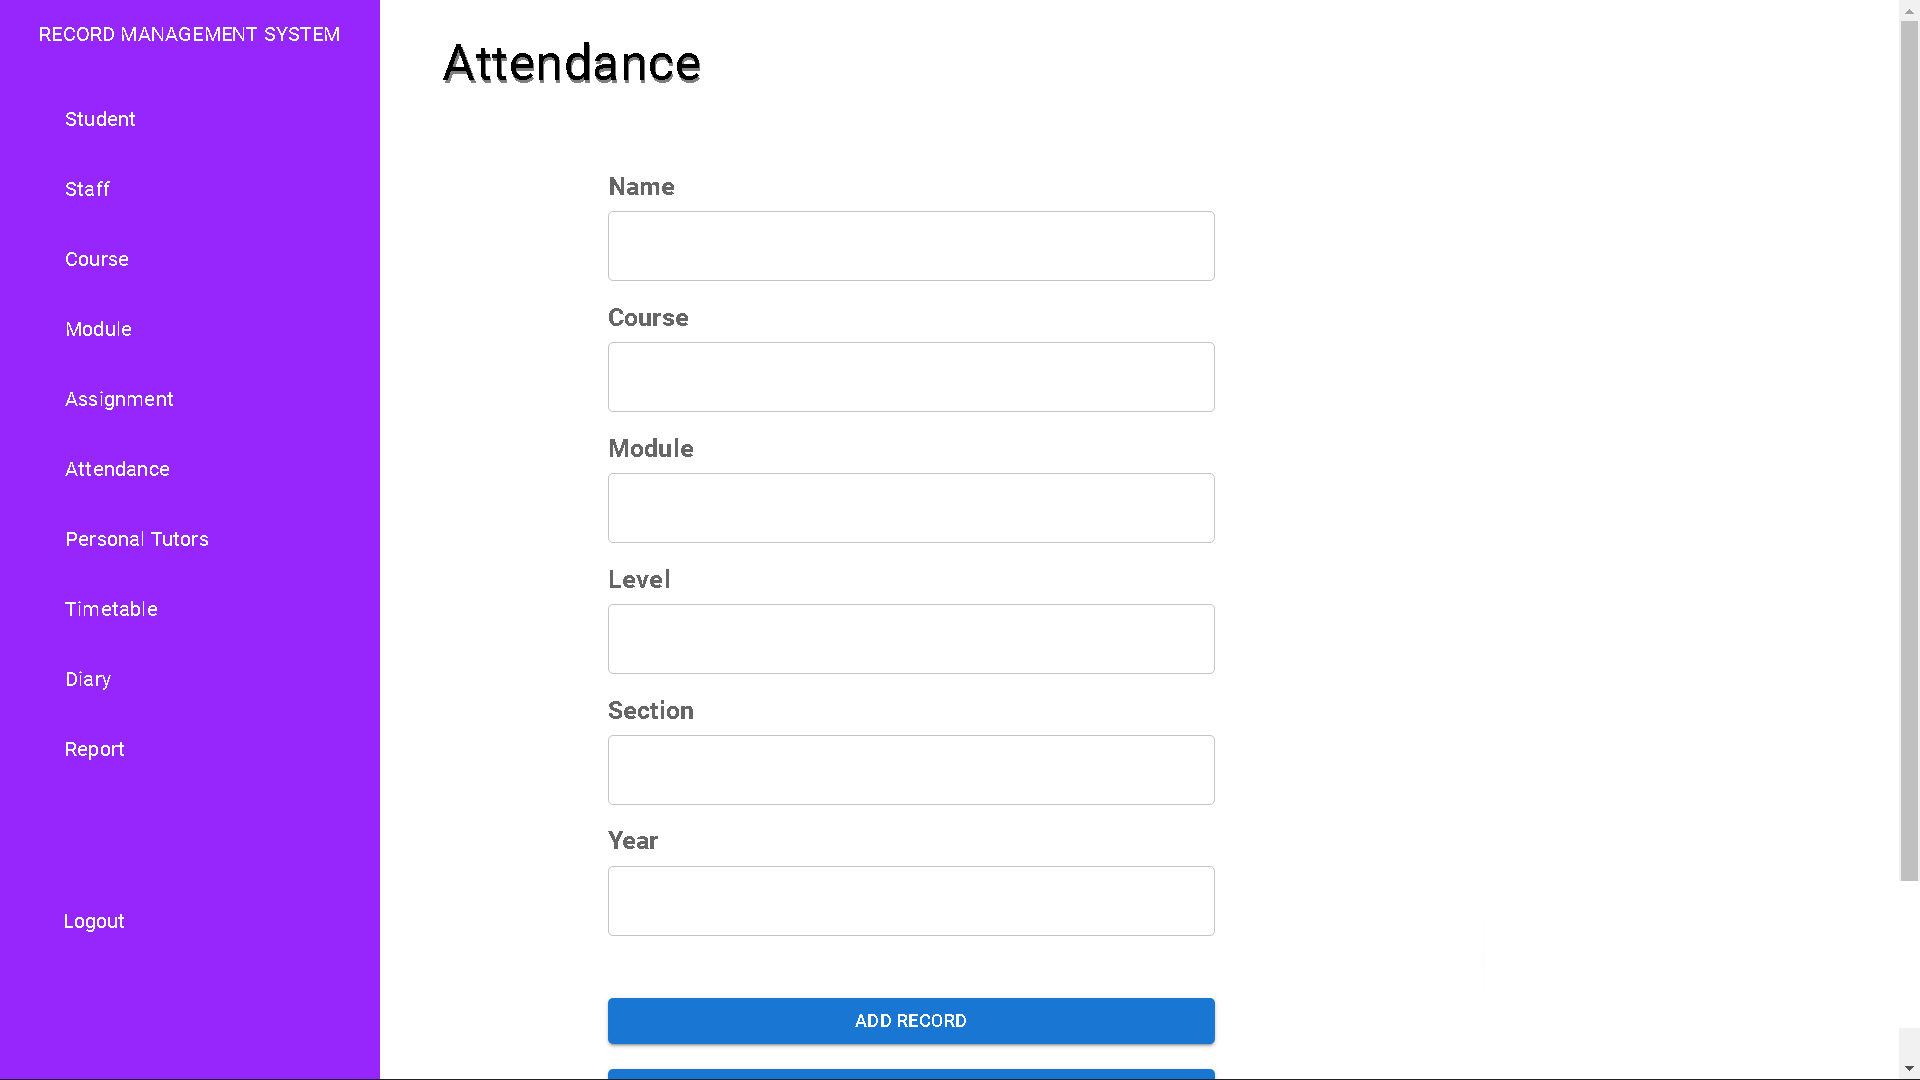 RECORD MANAGEMENT SYSTEM
Student
Staff
Course
Module
Assignment
Attendance
Personal Tutors
Timetable
Diary
Report
Logout
Attendance
Name
Course
Module
Level
Section
Year
ADD RECORD